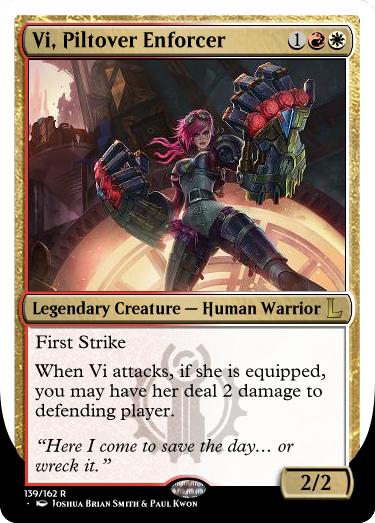 Vi, Piltover Enforcer 1
Legendary Creature — Human Warrior L
First Strike
When Vi attacks, if she is equipped,
you may have her deal 2 damage to
defending player.
“Here I come to save the day… or
wreck it.”
2/2
139/162 R
· Joshua Brian Smith & Paul Kwon